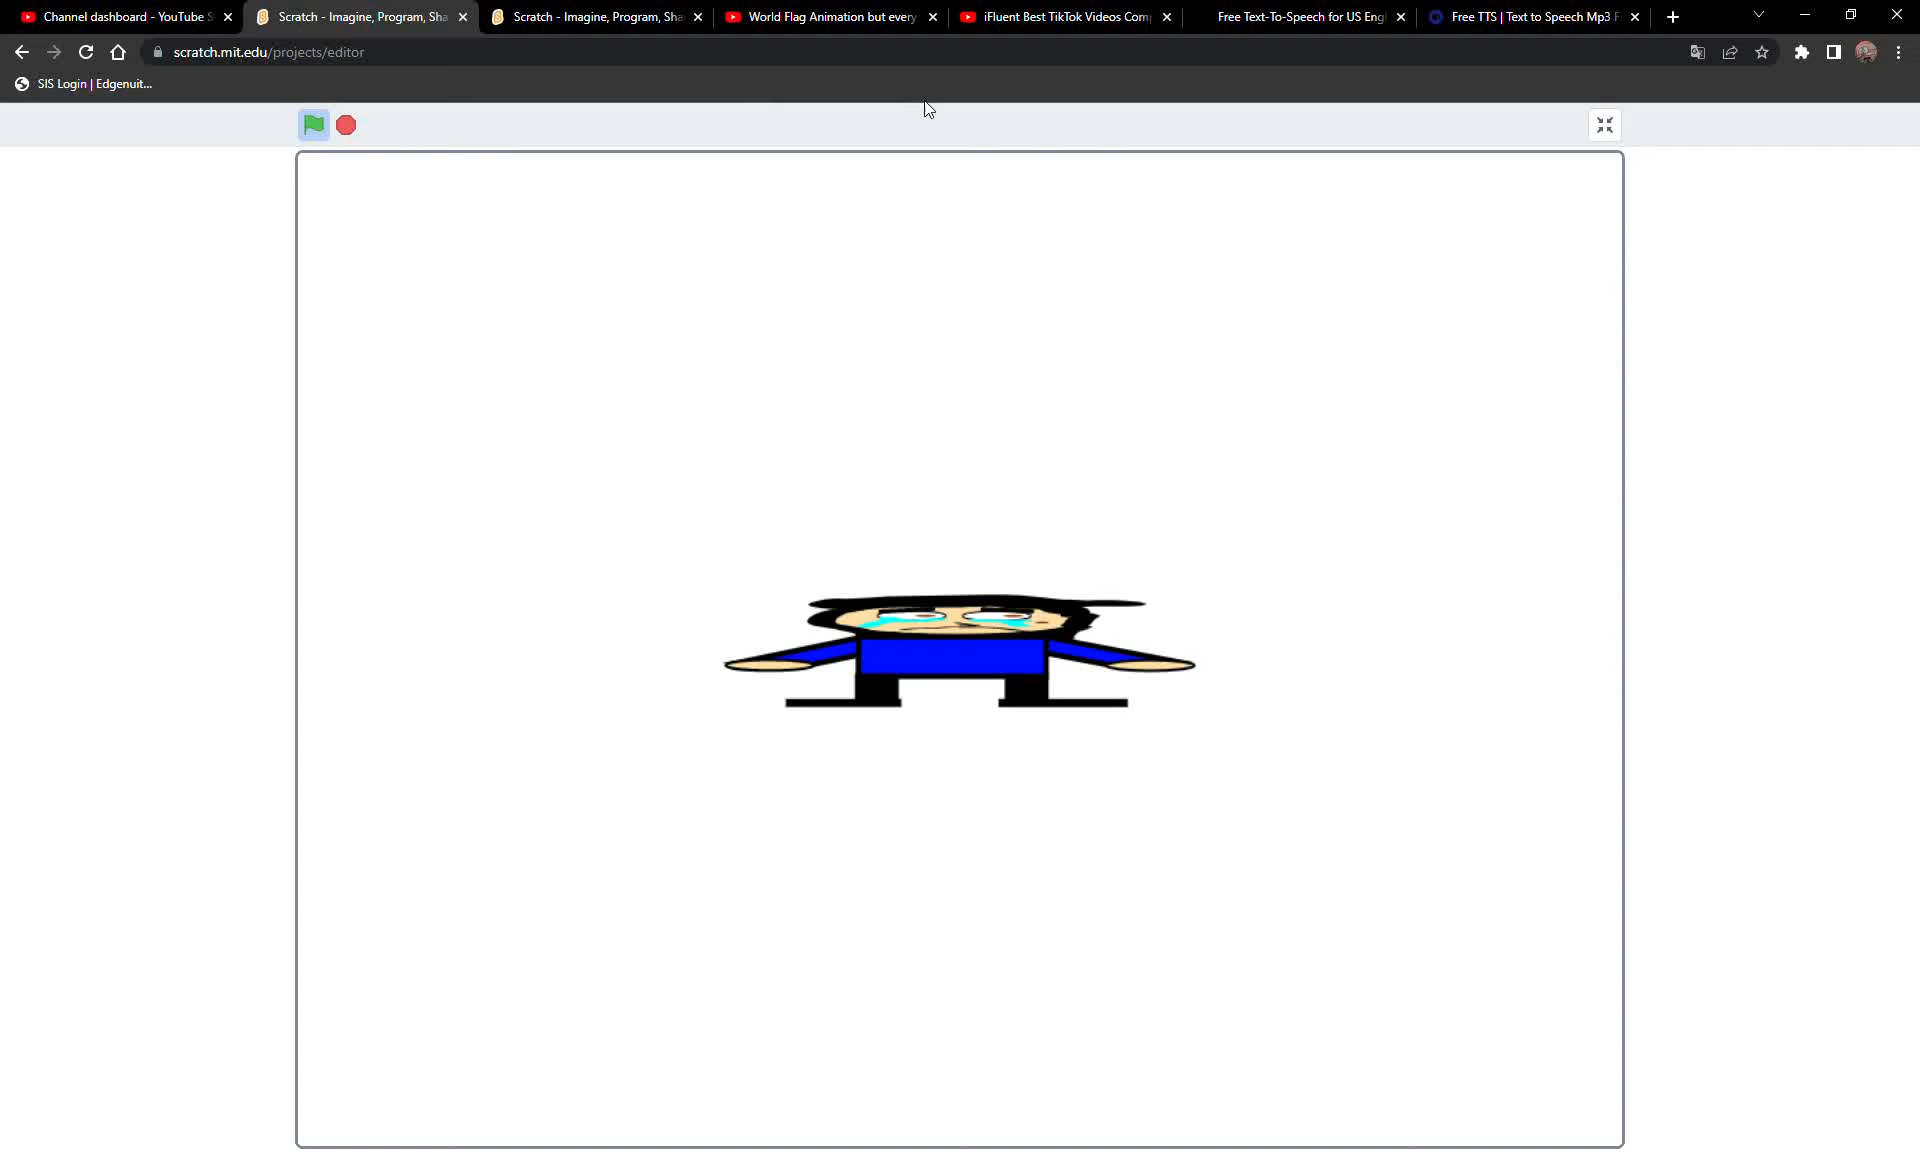 Channel dashboard - YouTube S
Scratch - Imagine, Program, Sha
Scratch - Imagine, Program, Sha
World Flag Animation but every
iFluent Best TikTok Videos Com
Free Text-To-Speech for US Eng
Free TTS | Text to Speech Mp3 F
scratch.mit.edu/projects/editor
SIS Login | Edgenuit...